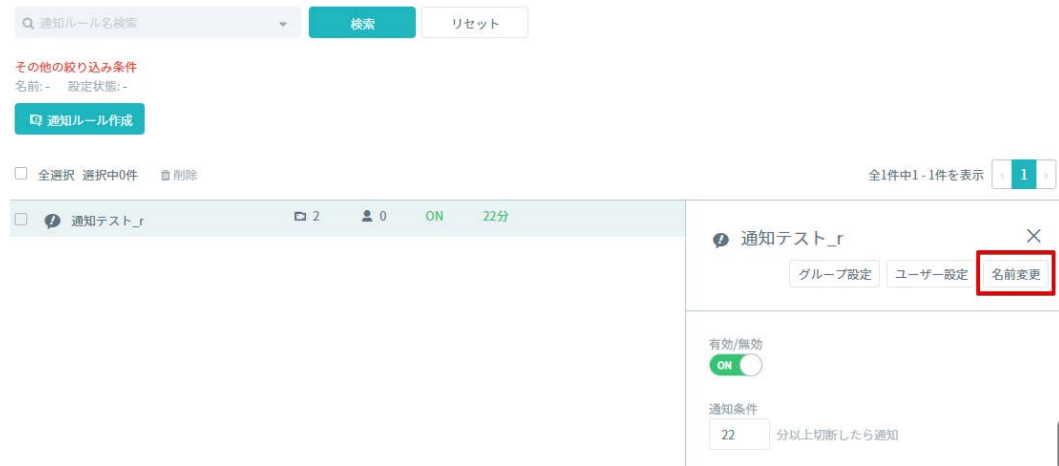 通知ルール名検索
検索
リセット
その他の絞り込み条件
名前: - 設定状態: -
通知ルール作成
全選択 選択中0件 削除
全1件中1 - 1件を表示 1
通知テスト_r 2 0 ON 22分
通知テスト_r
グループ設定 ユーザー設定 名前変更
有効/無効
ON
通知条件
22 分以上切断したら通知